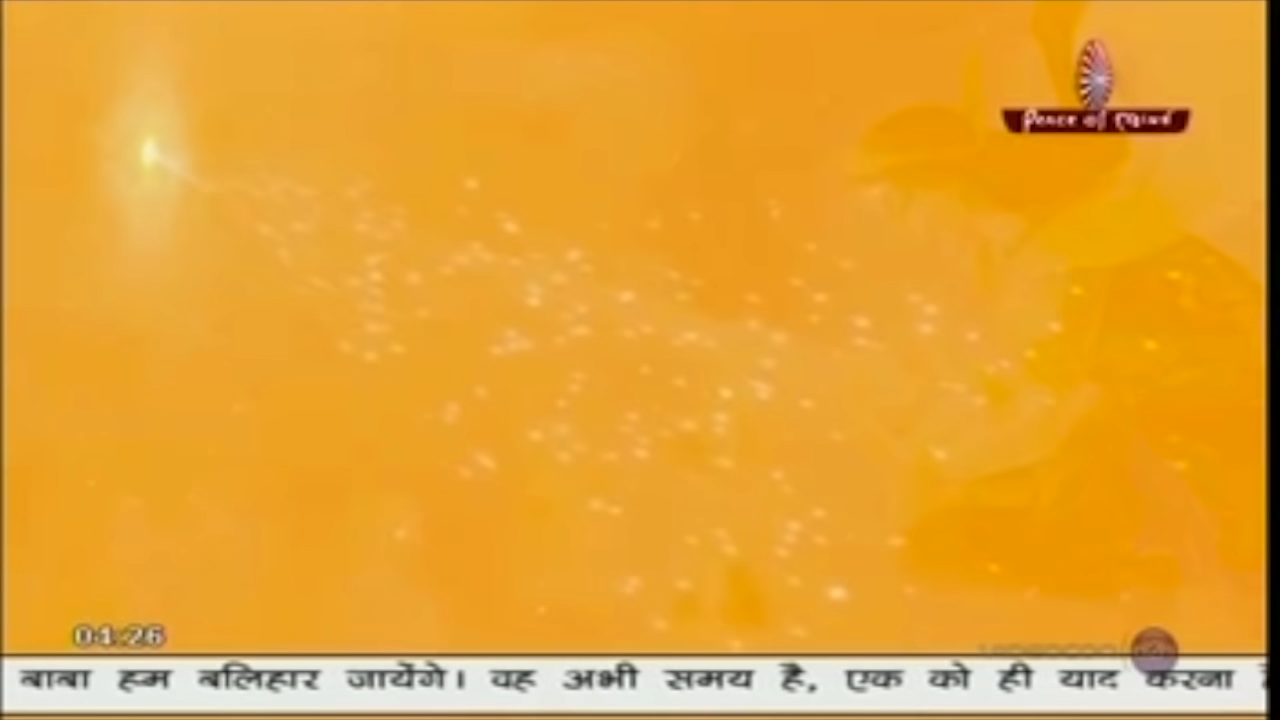 Peace of Mind
04:26
बाबा हम बलिहार जायेंगे। वह अभी समय है, एक को ही याद करना